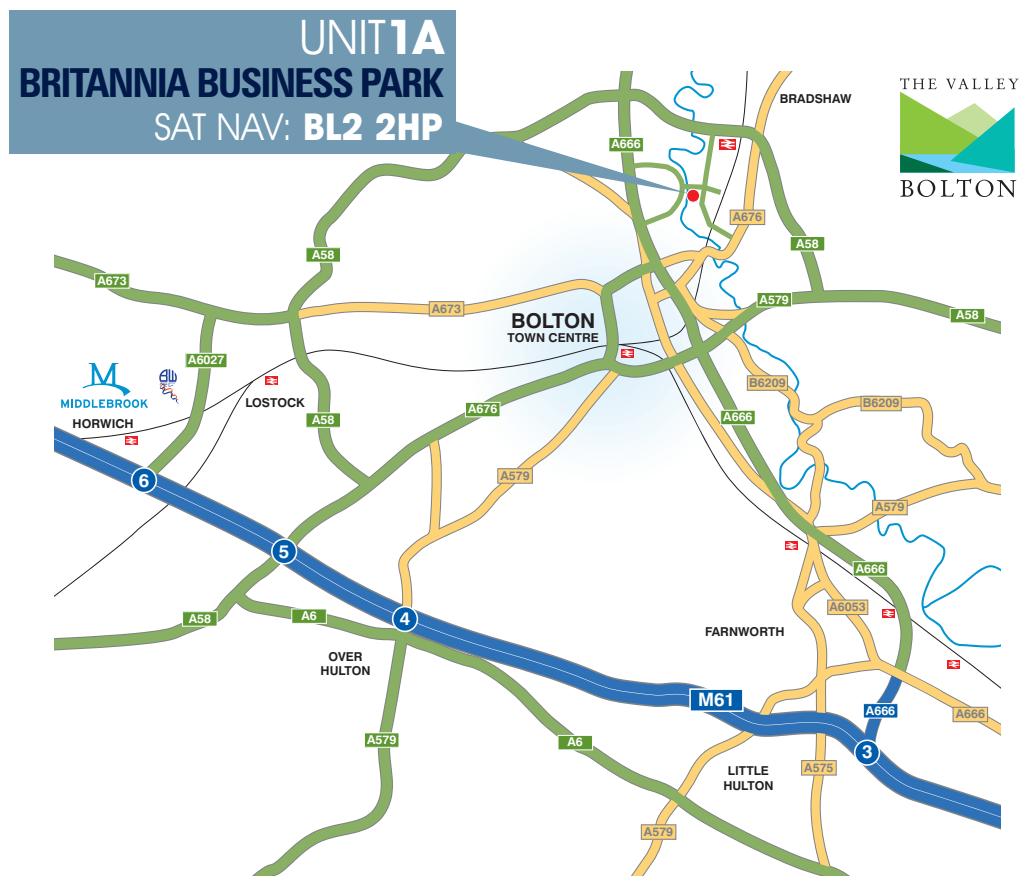 UNIT 1A
BRITANNIA BUSINESS PARK
SAT NAV: BL2 2HP
THE VALLEY
BOLTON
BRADSHAW
A666
A676
A58
A58
A673
A673
A579
A58
BOLTON
TOWN CENTRE
A6027
MIDDLEBROOK
HORWICH
LOSTOCK
B6209
B6209
A58
A676
A666
A579
6
A579
5
A666
4
A58
A6
A6053
FARNWORTH
OVER
HULTON
M61
A666
A666
A579
A6
3
LITTLE
HULTON
A575
A579